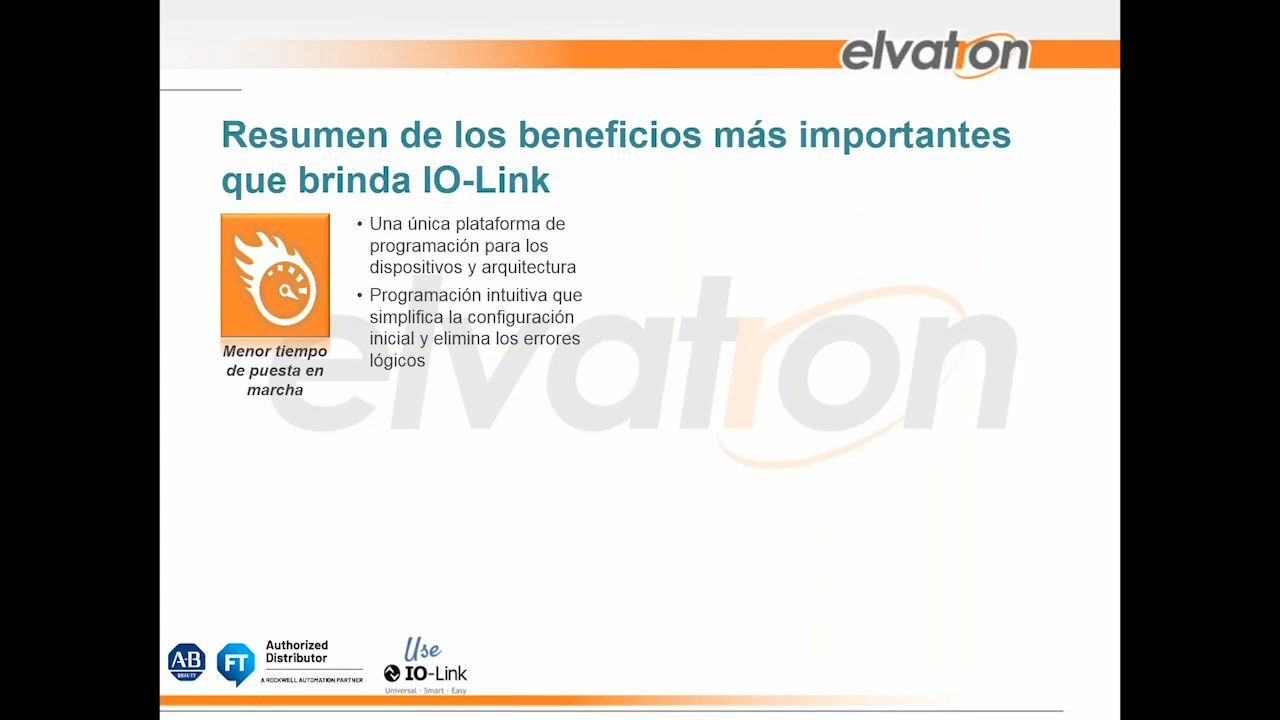 elvatron
Resumen de los beneficios más importantes
que brinda IO-Link
• Una única plataforma de
programación para los
dispositivos y arquitectura
• Programación intuitiva que
simplifica la configuración
inicial y elimina los errores
lógicos
Menor tiempo
de puesta en
marcha
elvatron
A-B
QUALITY
FT
Authorized
Distributor
A ROCKWELL AUTOMATION PARTNER
Use
IO-Link
Universal - Smart - Easy